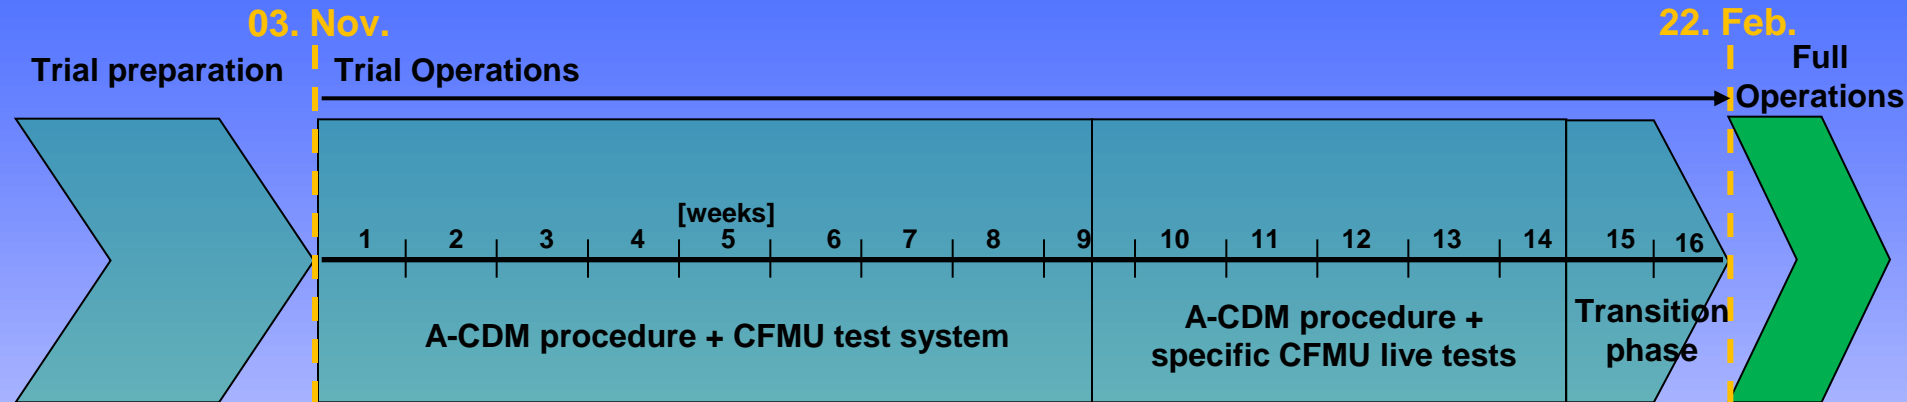 03. Nov.
22. Feb.
Trial preparation
Trial Operations
Full
Operations
[weeks]
1 2 3 4 5 6 7 8 9 10 11 12 13 14 15 16
A-CDM procedure + CFMU test system
A-CDM procedure +
specific CFMU live tests
Transition
phase